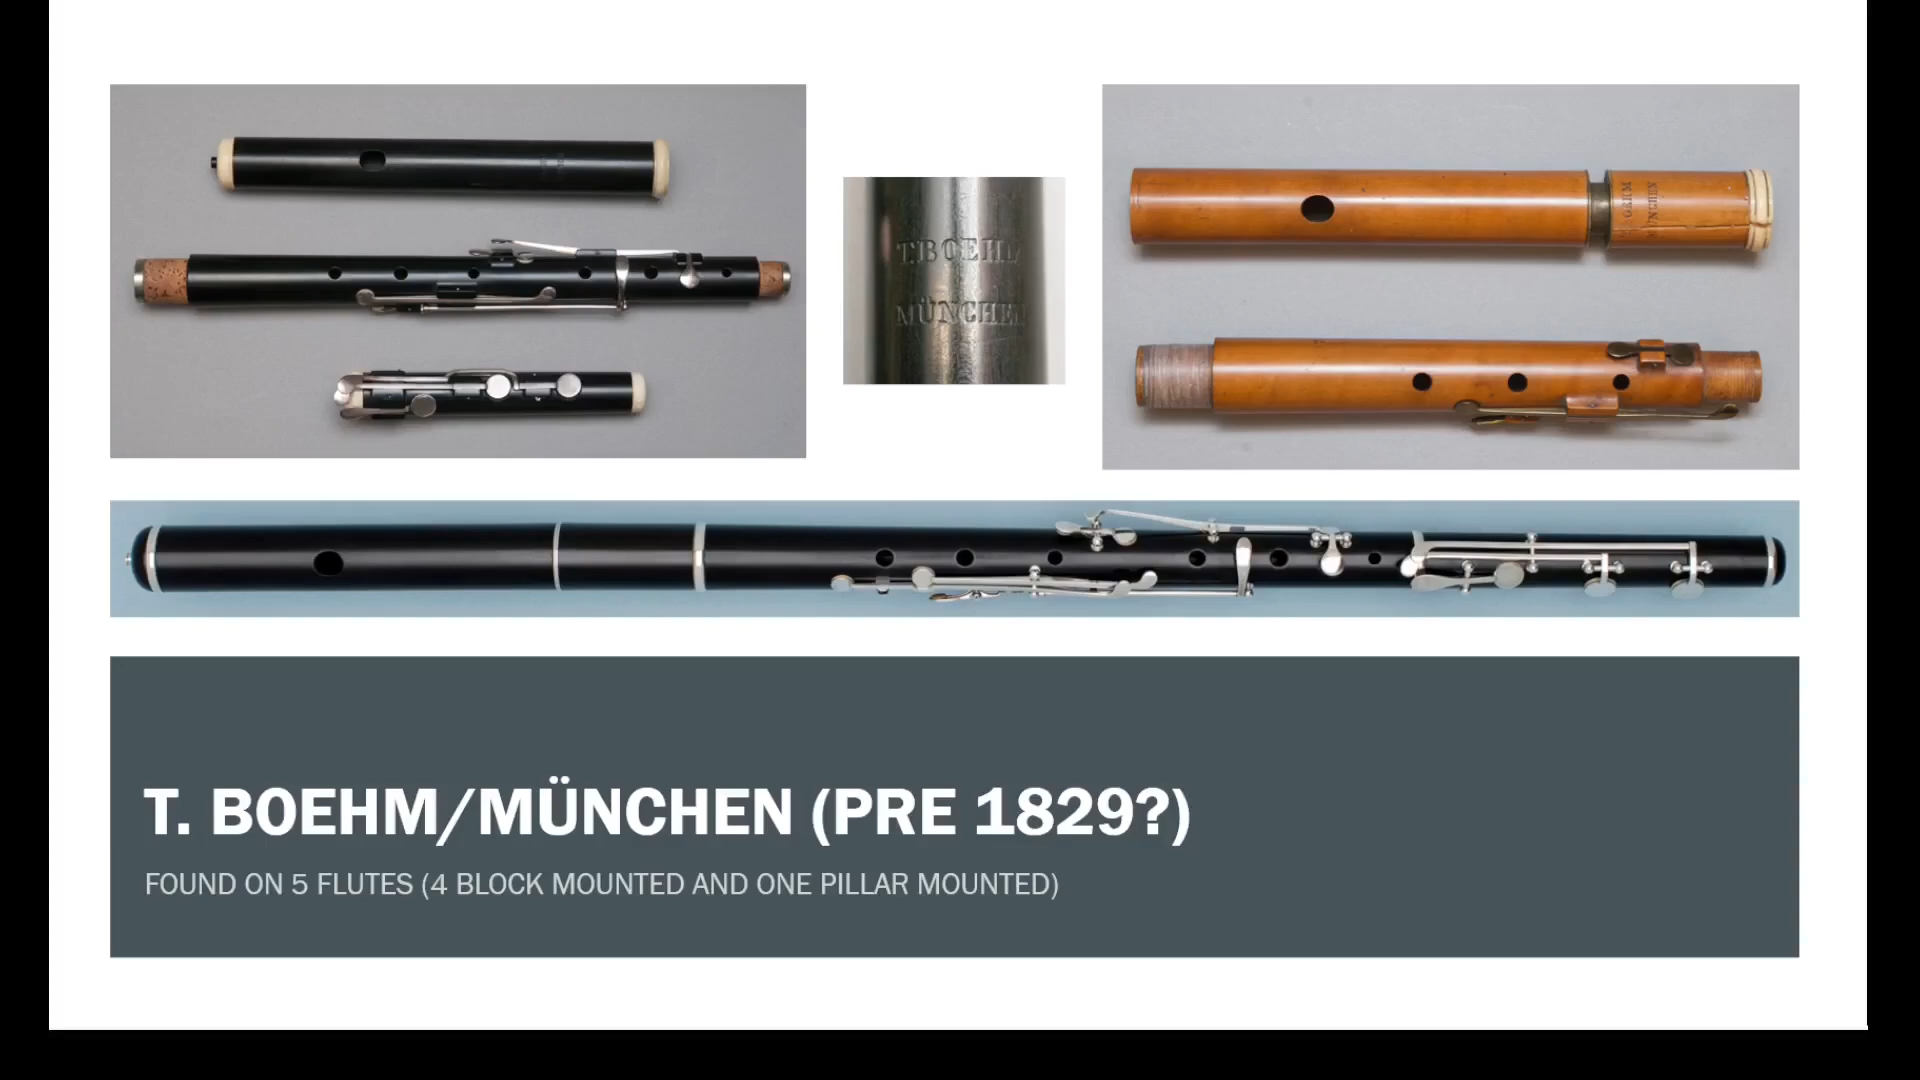 T.BOEHM
MÜNCHEN
T. BOEHM/MÜNCHEN (PRE 1829?)
FOUND ON 5 FLUTES (4 BLOCK MOUNTED AND ONE PILLAR MOUNTED)